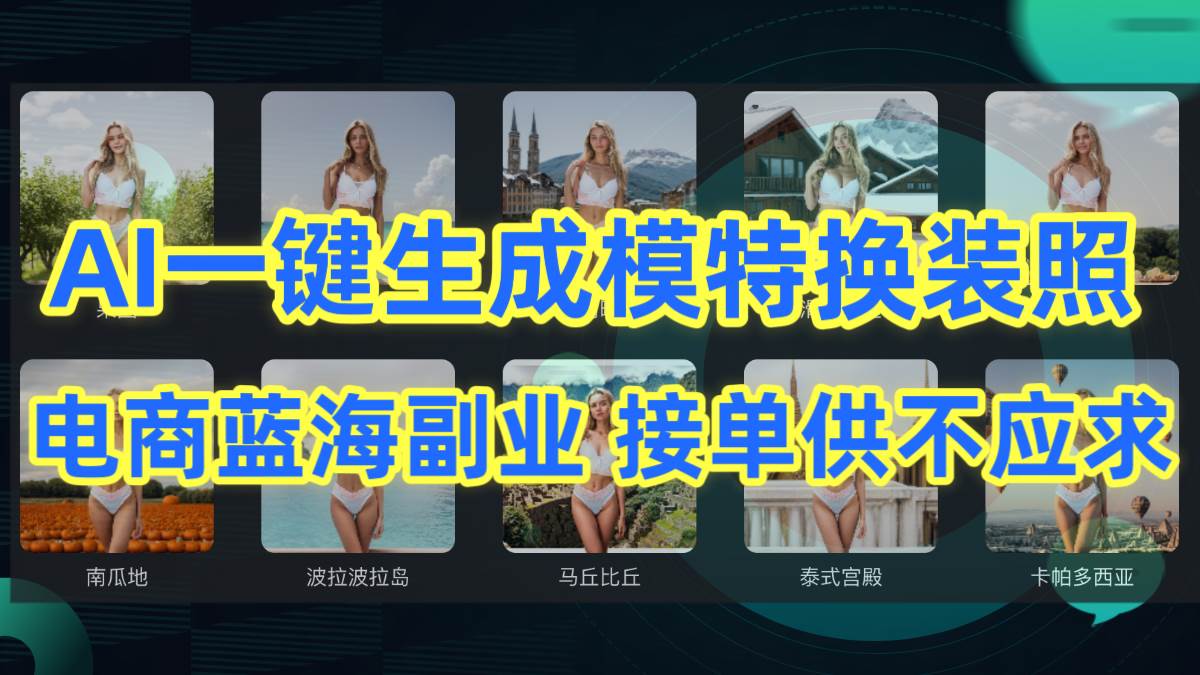 AI一键生成模特换装照
电商蓝海副业 接单供不应求
南瓜地
波拉波拉岛
马丘比丘
泰式宫殿
卡帕多西亚